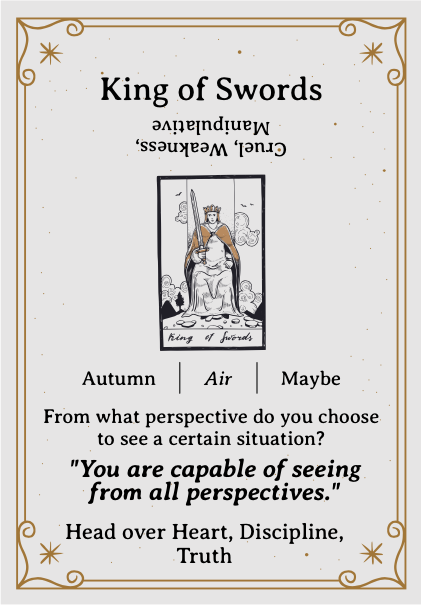 King of Swords
Cruel, Weakness,
Manipulative
King of Swords
Autumn | Air | Maybe
From what perspective do you choose
to see a certain situation?
"You are capable of seeing
from all perspectives."
Head over Heart, Discipline,
Truth